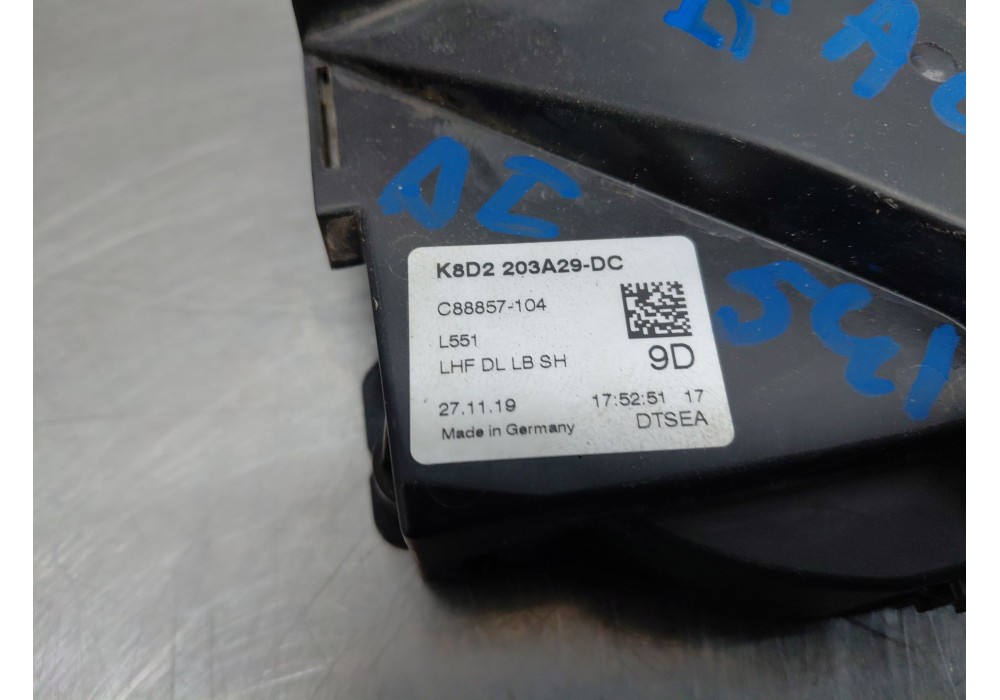 AI
K8D2 203A29-DC
C88857-104
L551
LHF DL LB SH
9D
27.11.19 17:52:51 17
Made in Germany DTSEA